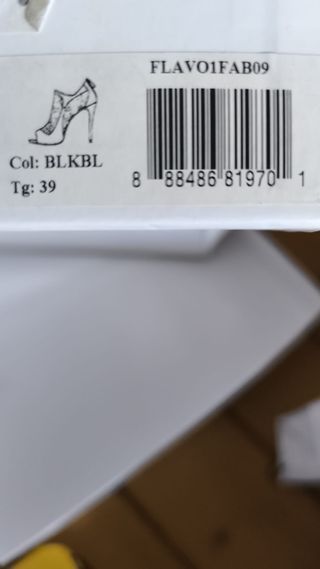 FLAVO1FAB09
Col: BLKBL
Tg: 39
8 88486 81970 1